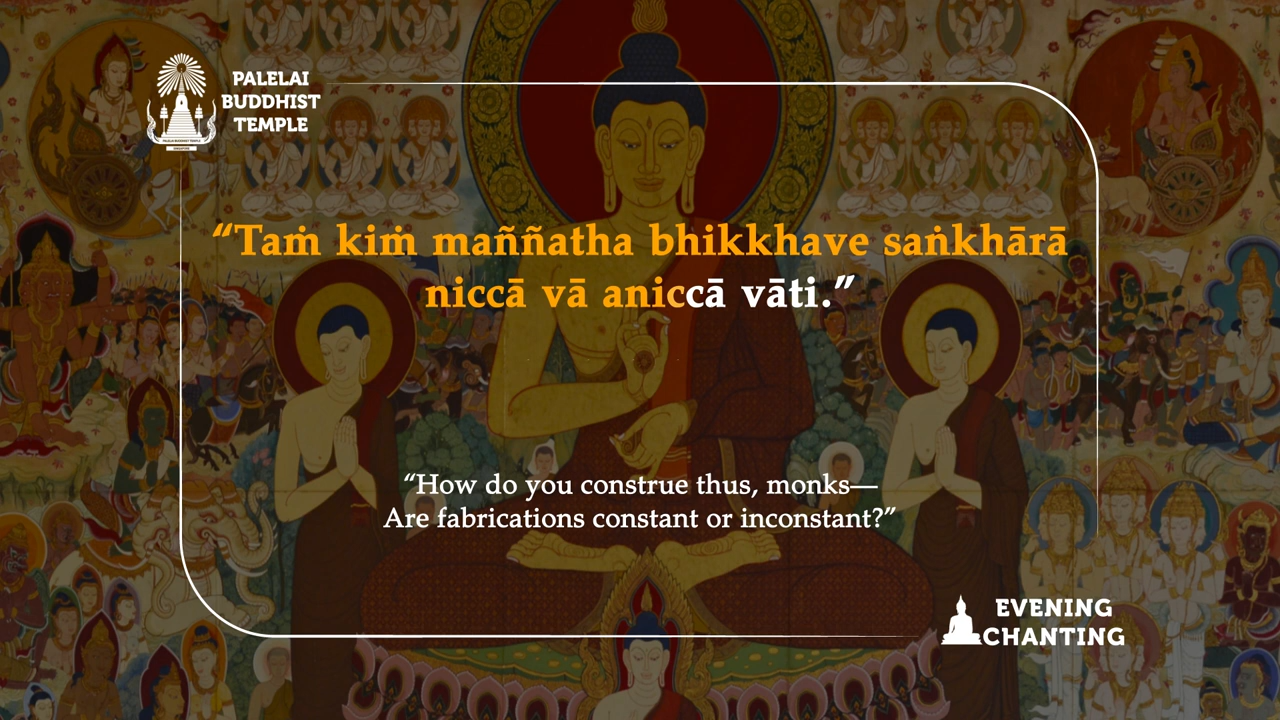 PALELAI
BUDDHIST
TEMPLE
“Taṁ kiṁ maññatha bhikkhave saṅkhārā
niccā vā aniccā vāti.”
“How do you construe thus, monks—
Are fabrications constant or inconstant?”
EVENING
CHANTING